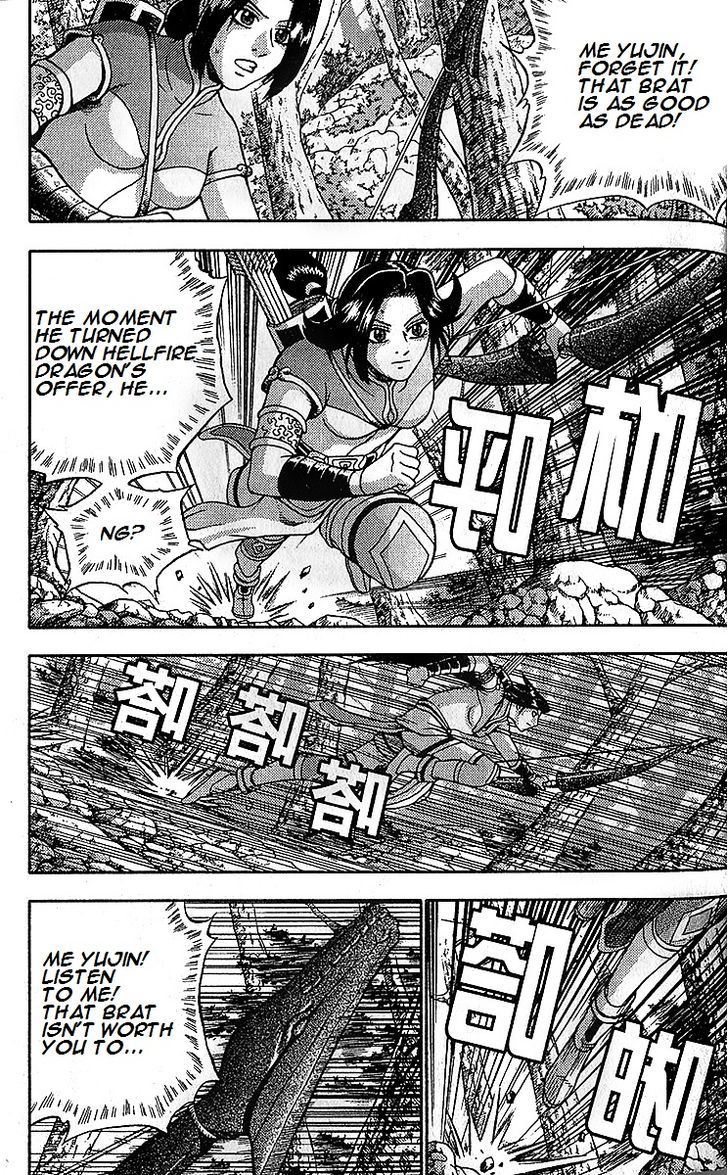 ME YUJIN,
FORGET IT!
THAT BRAT
IS AS GOOD
AS DEAD!
THE MOMENT
HE TURNED
DOWN HELLFIRE
DRAGON'S
OFFER, HE...
NG?
ME YUJIN!
LISTEN
TO ME!
THAT BRAT
ISN'T WORTH
YOU TO...